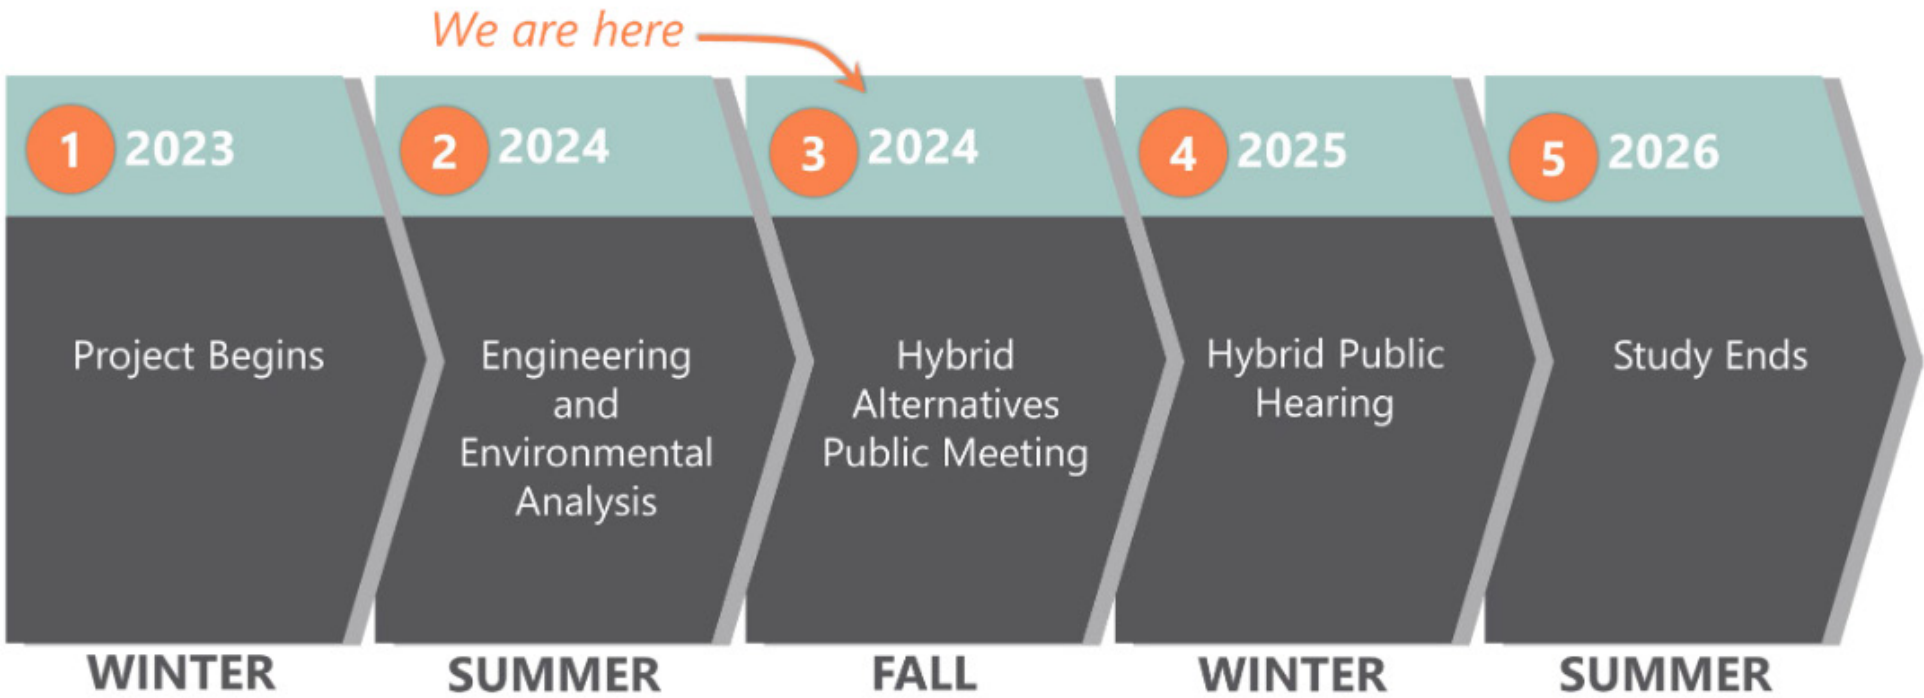 We are here
1 2023
Project Begins
WINTER
2 2024
Engineering
and
Environmental
Analysis
SUMMER
3 2024
Hybrid
Alternatives
Public Meeting
FALL
4 2025
Hybrid Public
Hearing
WINTER
5 2026
Study Ends
SUMMER